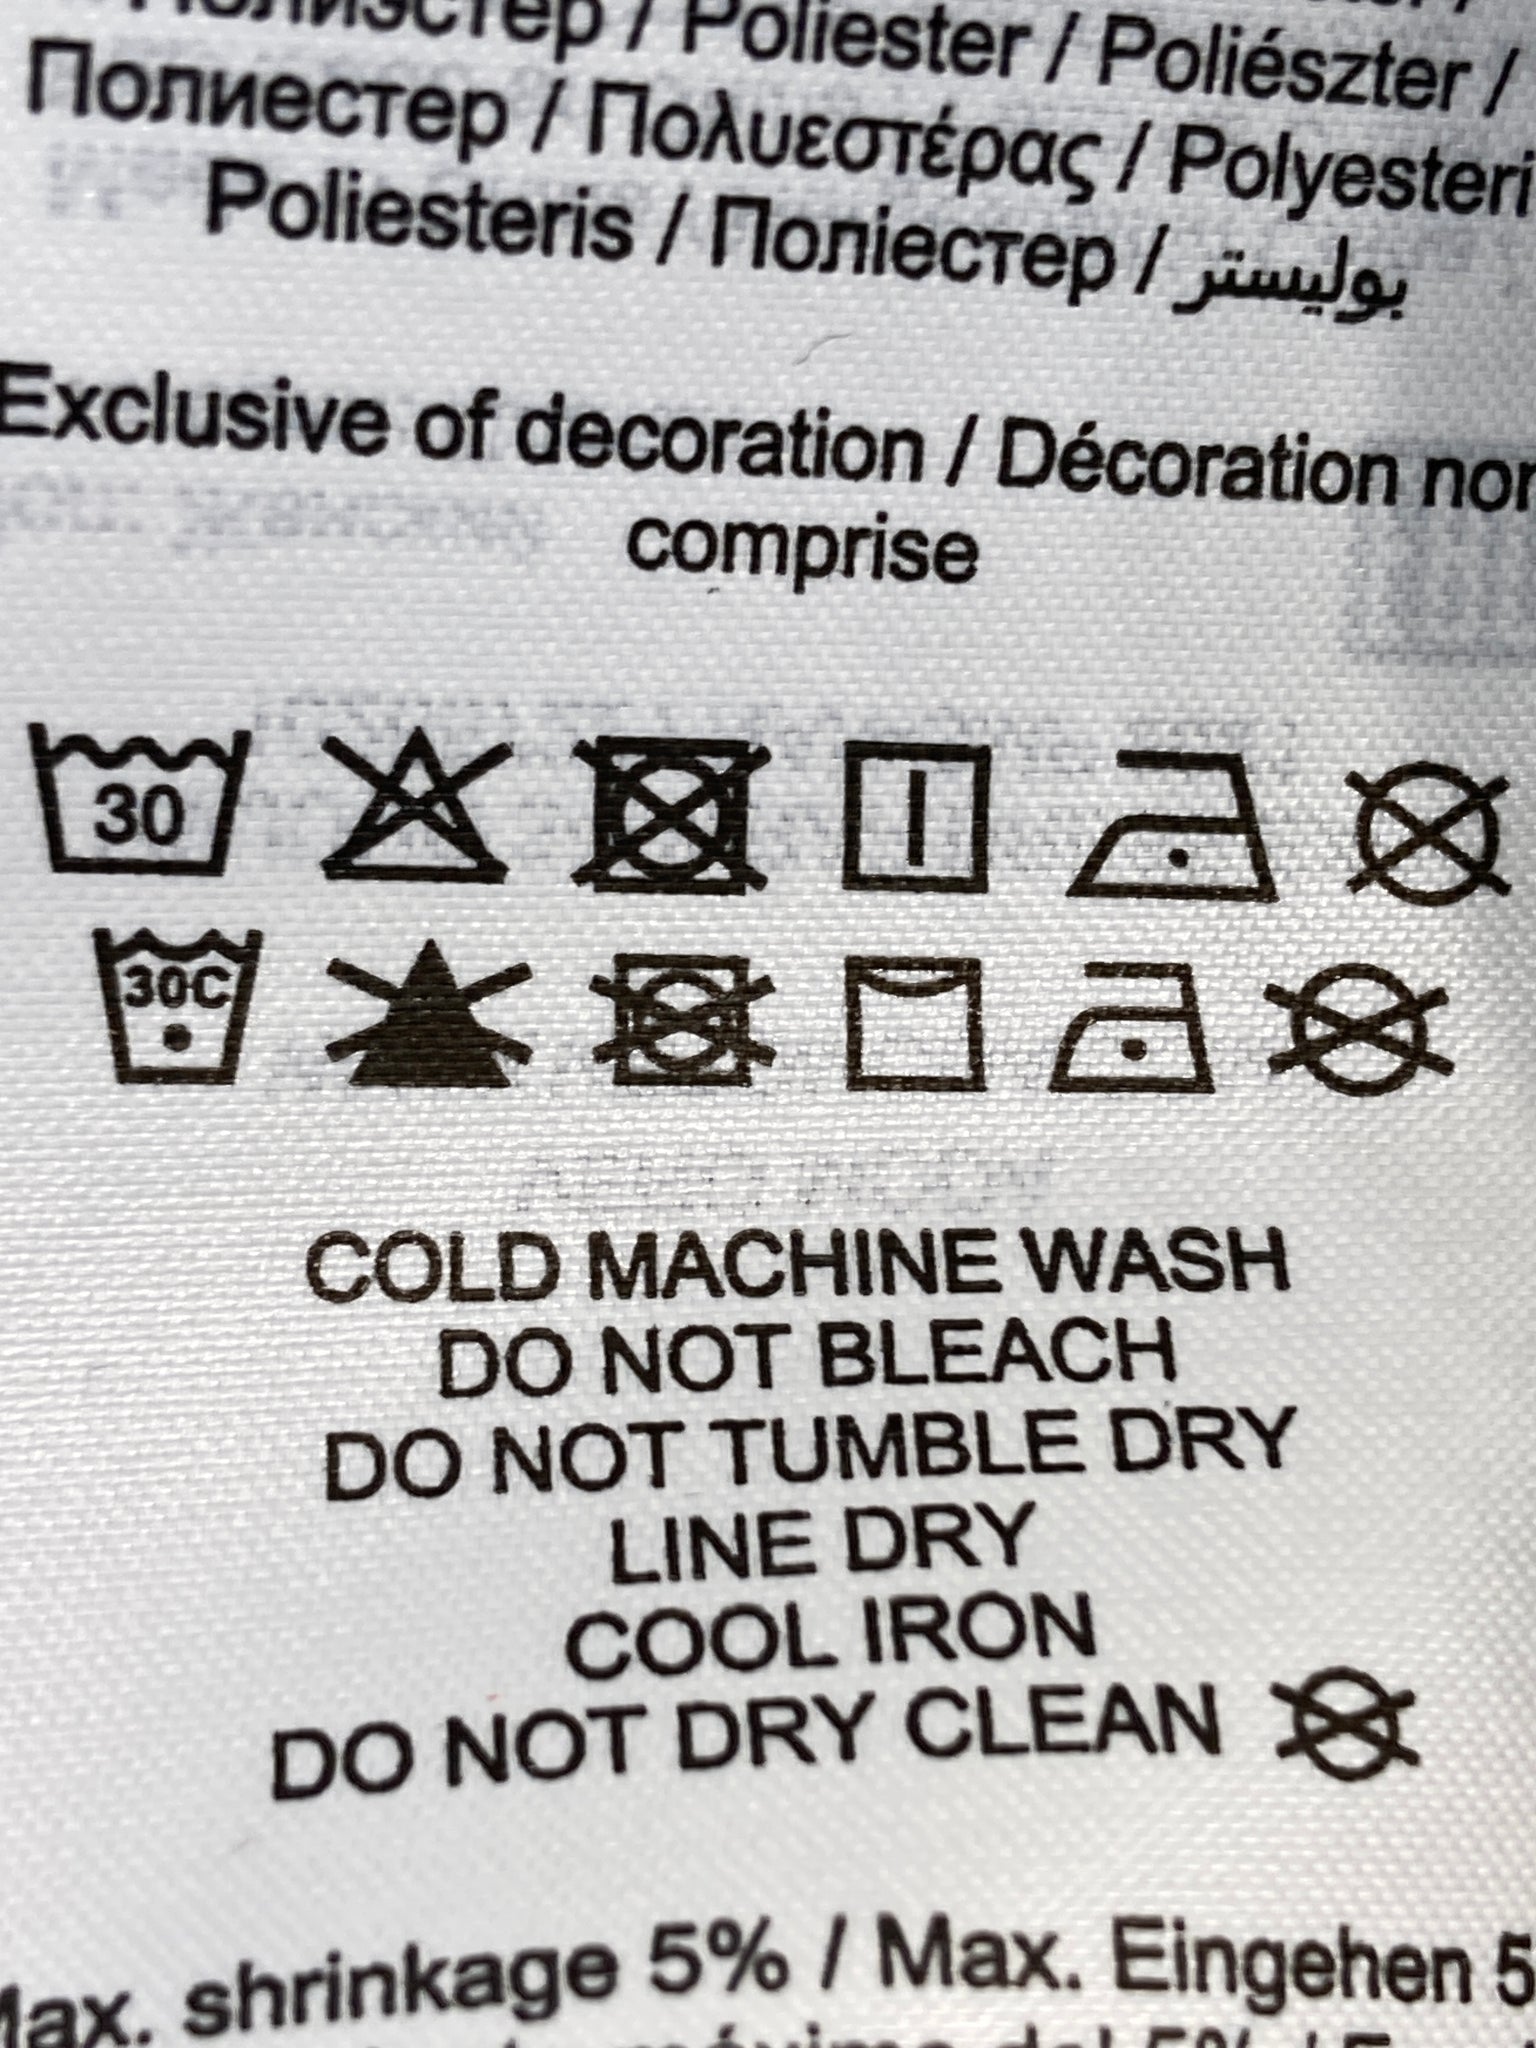 Полиэстер / Poliester / Poliészter /
Полиестер / Πολυεστέρας / Polyesteri
Poliesteris / Поліестер / بوليستر
Exclusive of decoration / Décoration non
comprise
30
30C
COLD MACHINE WASH
DO NOT BLEACH
DO NOT TUMBLE DRY
LINE DRY
COOL IRON
DO NOT DRY CLEAN
Max. shrinkage 5% / Max. Eingehen 5